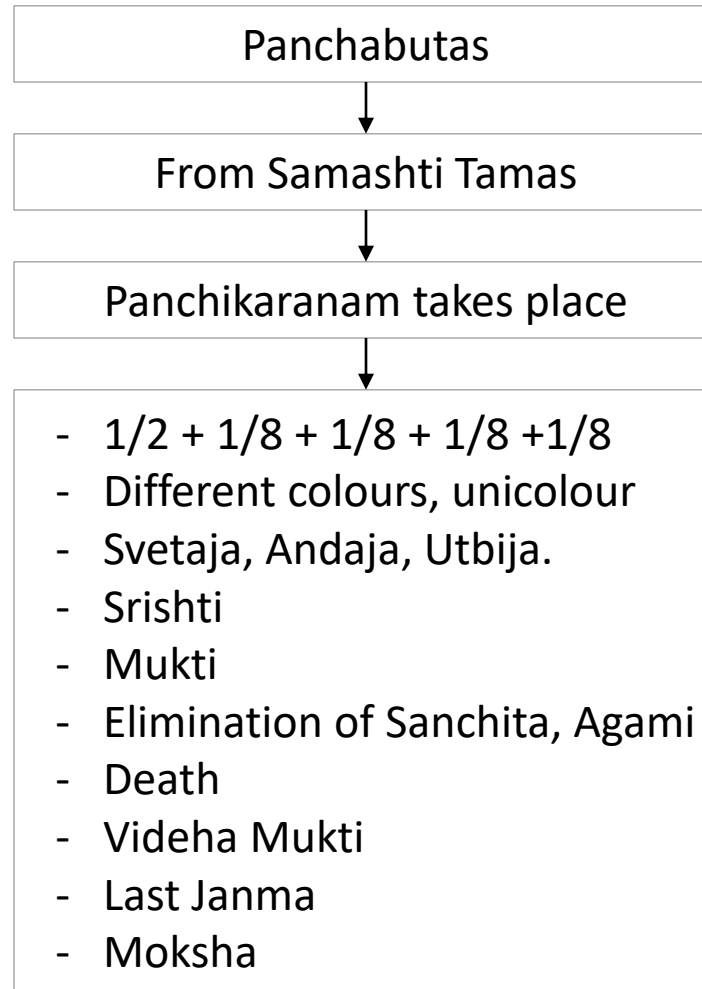 Panchabutas
From Samashti Tamas
Panchikaranam takes place
- 1/2 + 1/8 + 1/8 + 1/8 +1/8
- Different colours, unicolour
- Svetaja, Andaja, Utbija.
- Srishti
- Mukti
- Elimination of Sanchita, Agami
- Death
- Videha Mukti
- Last Janma
- Moksha